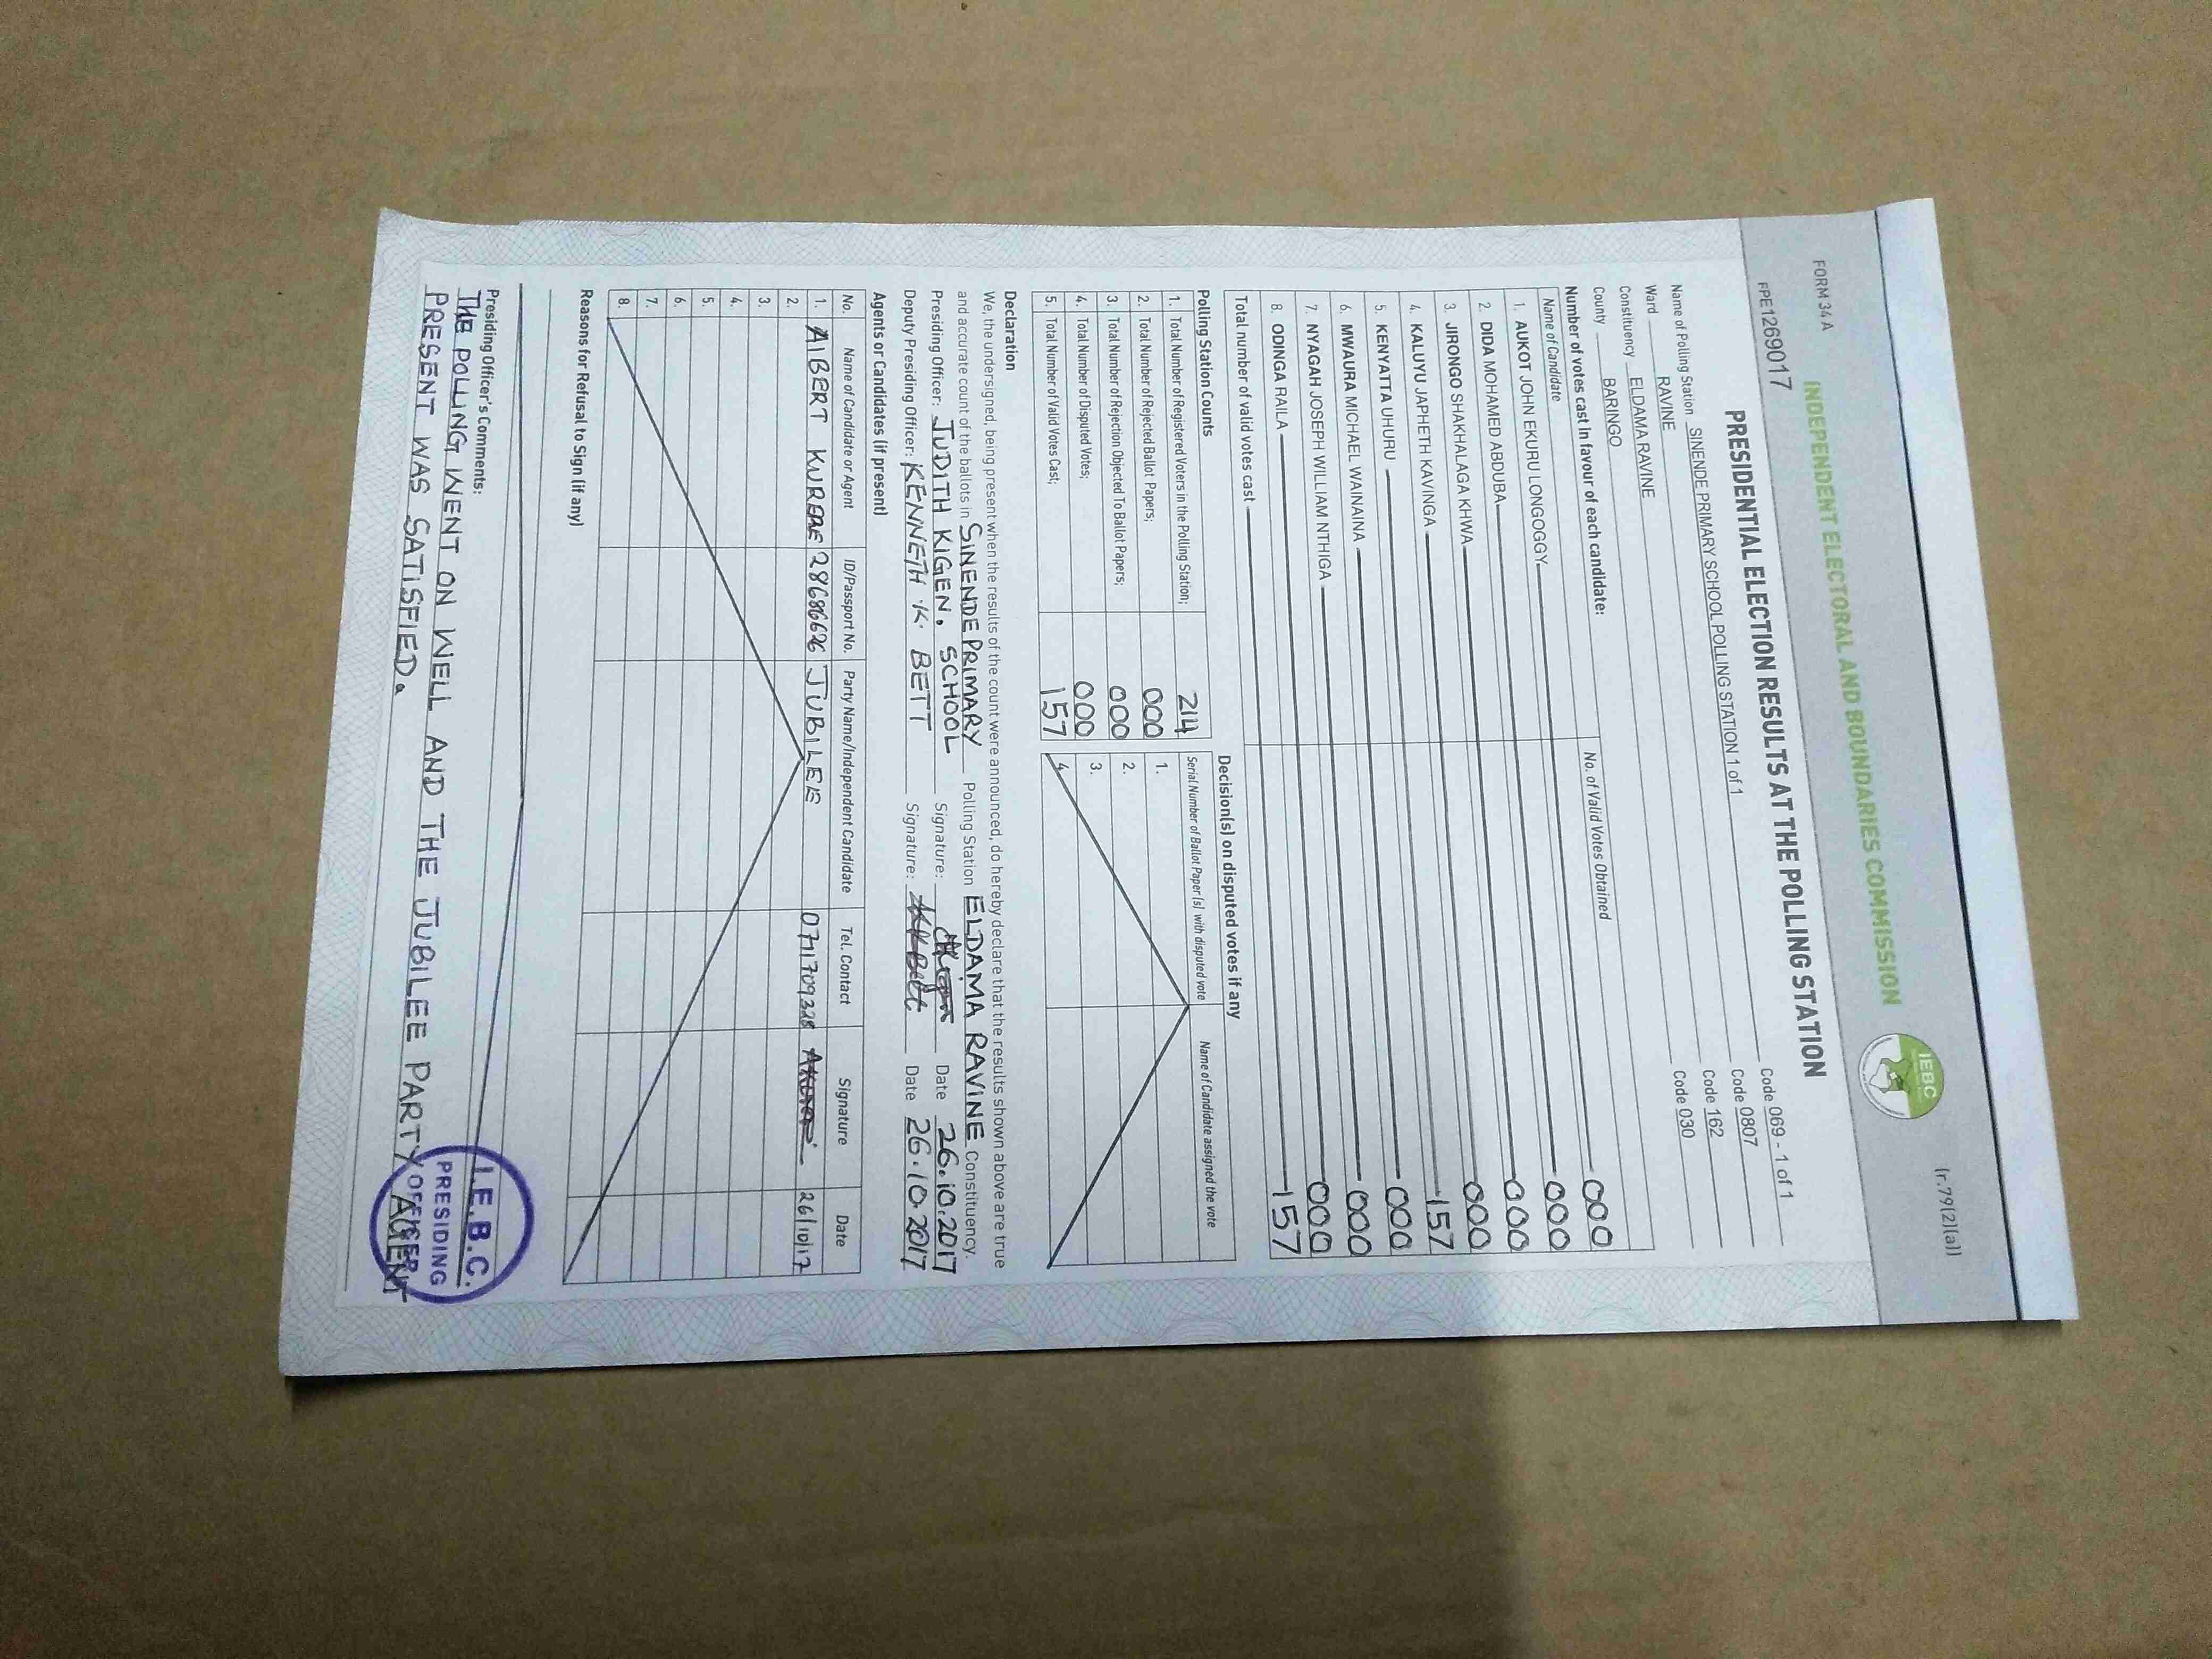 FORM 34 A
(r.79(2)(a))
INDEPENDENT ELECTORAL AND BOUNDARIES COMMISSION
IEBC
FPE1269017
PRESIDENTIAL ELECTION RESULTS AT THE POLLING STATION
Name of Polling Station SINENDE PRIMARY SCHOOL POLLING STATION 1 of 1 Code 069 - 1 of 1
Ward RAVINE Code 0807
Constituency ELDAMA RAVINE Code 162
County BARINGO Code 030
Number of votes cast in favour of each candidate:
Name of Candidate No. of Valid Votes Obtained
1. AUKOT JOHN EKURU LONGOGGY 000
2. DIDA MOHAMED ABDUBA 000
3. JIRONGO SHAKHALAGA KHWA 000
4. KALUYU JAPHETH KAVINGA 000
5. KENYATTA UHURU 157
6. MWAURA MICHAEL WAINAINA 000
7. NYAGAH JOSEPH WILLIAM NTHIGA 000
8. ODINGA RAILA 000
Total number of valid votes cast 157
Polling Station Counts
1. Total Number of Registered Voters in the Polling Station; 214
2. Total Number of Rejected Ballot Papers; 000
3. Total Number of Rejection Objected To Ballot Papers; 000
4. Total Number of Disputed Votes; 000
5. Total Number of Valid Votes Cast; 157
Decision(s) on disputed votes if any
Serial Number of Ballot Paper (s) with disputed vote Name of Candidate assigned the vote
1.
2.
3.
4.
Declaration
We, the undersigned, being present when the results of the count were announced, do hereby declare that the results shown above are true
and accurate count of the ballots in SINENDE PRIMARY SCHOOL Polling Station ELDAMA RAVINE Constituency.
Presiding Officer: JUDITH KIGEN. Signature: Date 26.10.2017
Deputy Presiding Officer: KENNETH K. BETT Signature: KKBett Date 26.10.2017
Agents or Candidates (if present)
No. Name of Candidate or Agent ID/Passport No. Party Name/Independent Candidate Tel. Contact Signature Date
1. AlBERT KURERE 28686626 JUBILEE 0711709328 26/10/17
2.
3.
4.
5.
6.
7.
8.
Reasons for Refusal to Sign (if any)
Presiding Officer's Comments:
THE POLLING WENT ON WELL AND THE JUBILEE PARTY AGENT
PRESENT WAS SATISFIED.
I.E.B.C.
PRESIDING
OFFICER